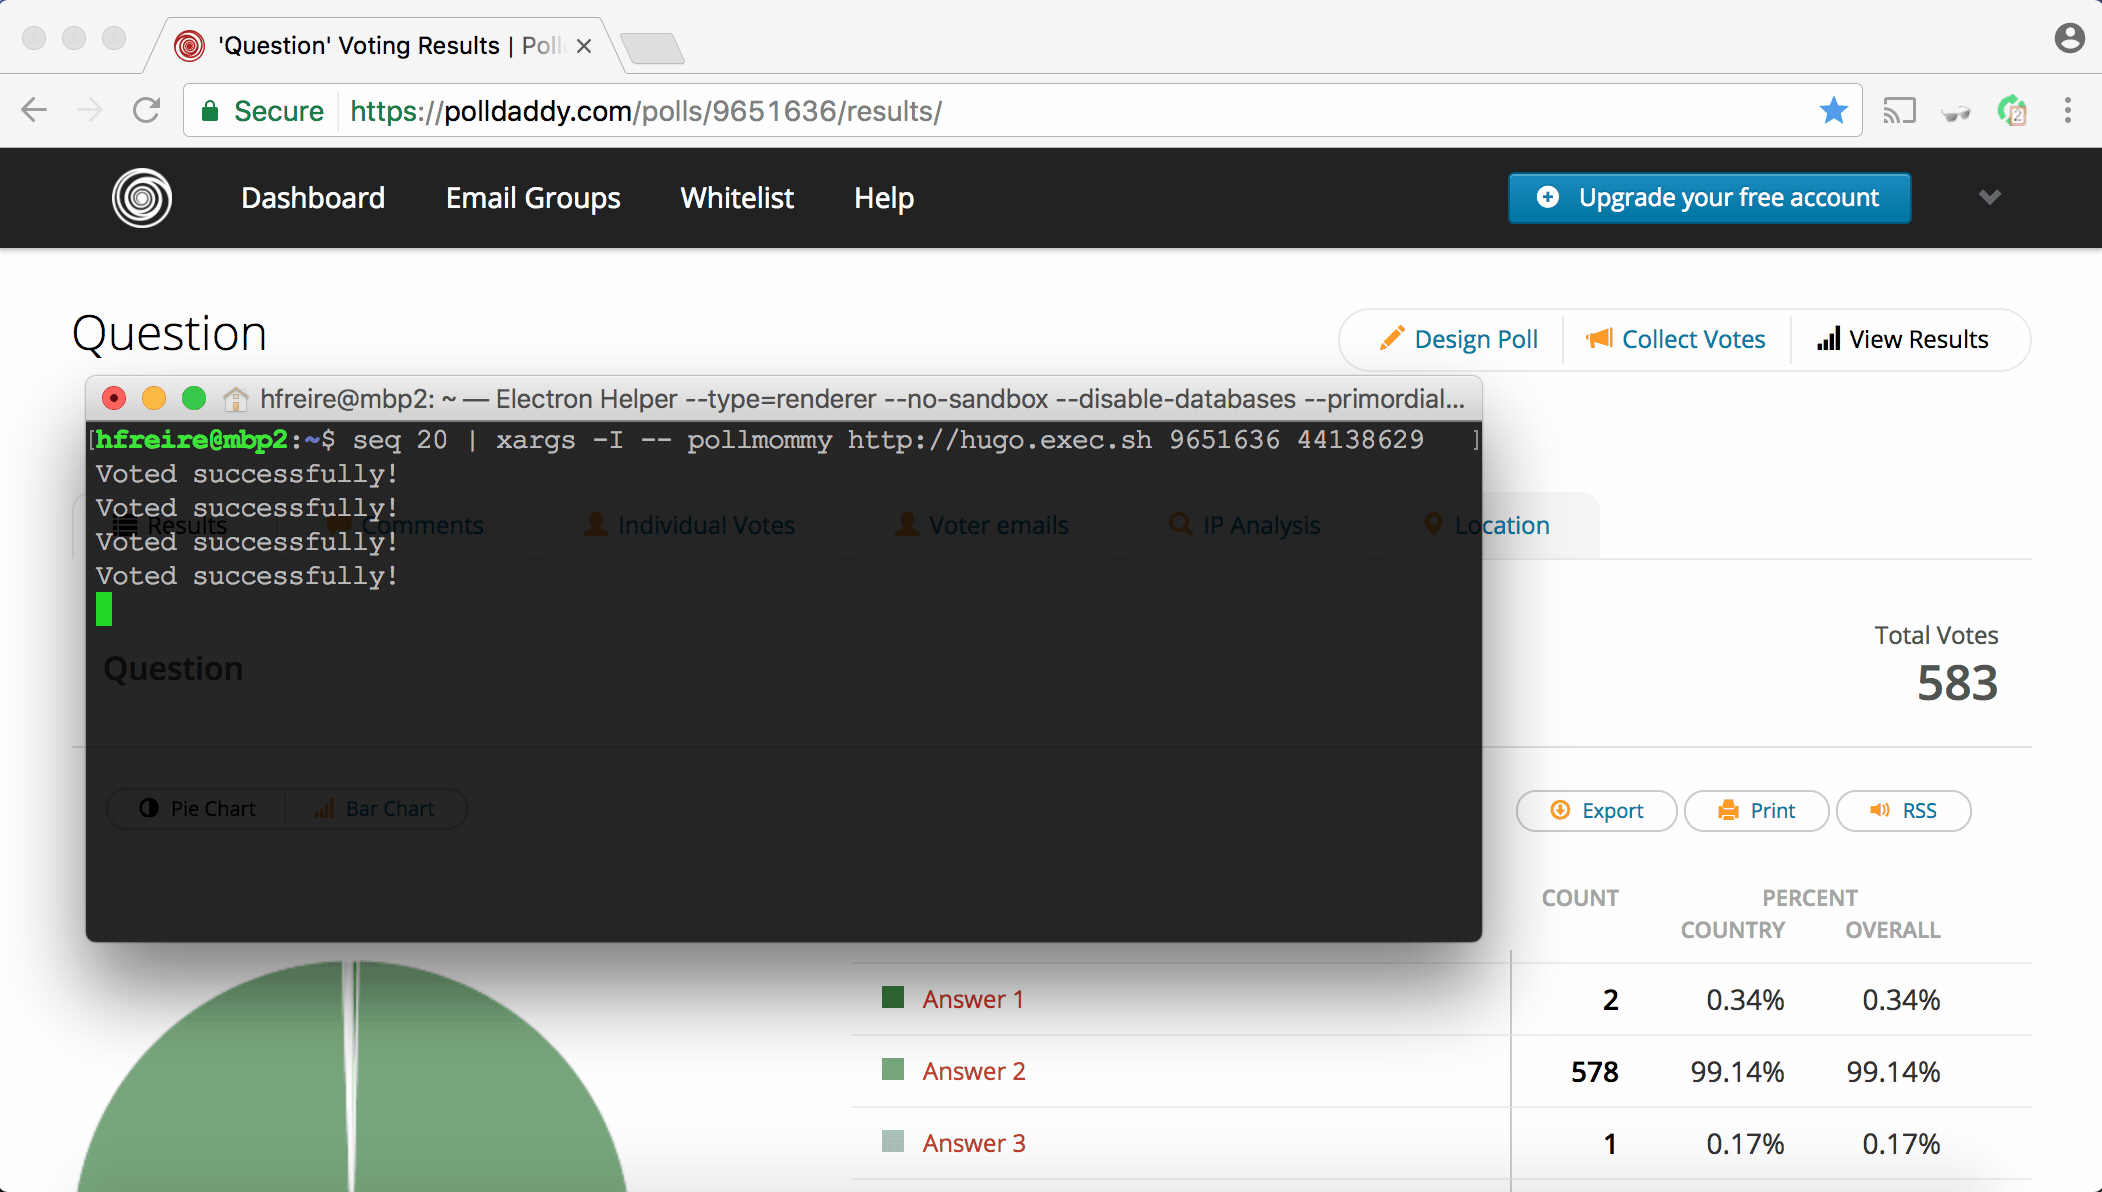 'Question' Voting Results | Poll
Secure https://polldaddy.com/polls/9651636/results/
2
Dashboard Email Groups Whitelist Help Upgrade your free account
Question
Design Poll Collect Votes View Results
hfreire@mbp2: ~ — Electron Helper --type=renderer --no-sandbox --disable-databases --primordial...
[hfreire@mbp2:~$ seq 20 | xargs -I -- pollmommy http://hugo.exec.sh 9651636 44138629 ]
Voted successfully!
Voted successfully!
Results Comments Individual Votes Voter emails IP Analysis Location
Voted successfully!
Voted successfully!
Total Votes
Question
583
Pie Chart Bar Chart
Export Print RSS
COUNT PERCENT
COUNTRY OVERALL
Answer 1 2 0.34% 0.34%
Answer 2 578 99.14% 99.14%
Answer 3 1 0.17% 0.17%